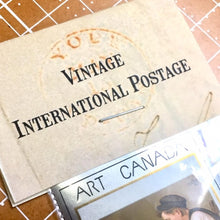 VINTAGE
INTERNATIONAL POSTAGE
ART CANADA